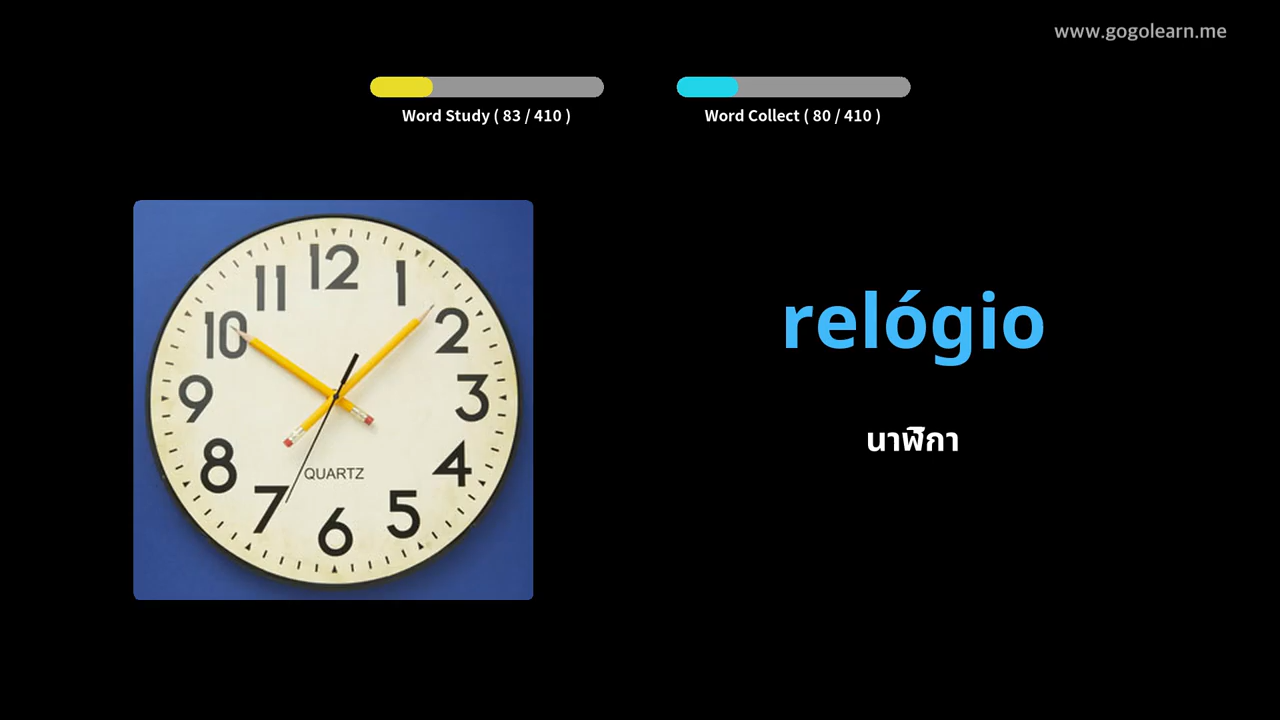 www.gogolearn.me
Word Study ( 83 / 410 )
Word Collect ( 80 / 410 )
12
11
1
10
2
9
3
8
4
QUARTZ
7
5
6
relógio
นาฬิกา